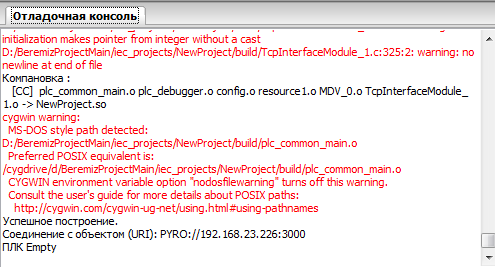 Отладочная консоль
initialization makes pointer from integer without a cast
D:/BeremizProjectMain/iec_projects/NewProject/build/TcpInterfaceModule_1.c:325:2: warning: no
newline at end of file
Компановка :
[CC] plc_common_main.o plc_debugger.o config.o resource1.o MDV_0.o TcpInterfaceModule_
1.o -> NewProject.so
cygwin warning:
MS-DOS style path detected:
D:/BeremizProjectMain/iec_projects/NewProject/build/plc_common_main.o
Preferred POSIX equivalent is:
/cygdrive/d/BeremizProjectMain/iec_projects/NewProject/build/plc_common_main.o
CYGWIN environment variable option "nodosfilewarning" turns off this warning.
Consult the user's guide for more details about POSIX paths:
http://cygwin.com/cygwin-ug-net/using.html#using-pathnames
Успешное построение.
Соединение с объектом (URI): PYRO://192.168.23.226:3000
ПЛК Empty